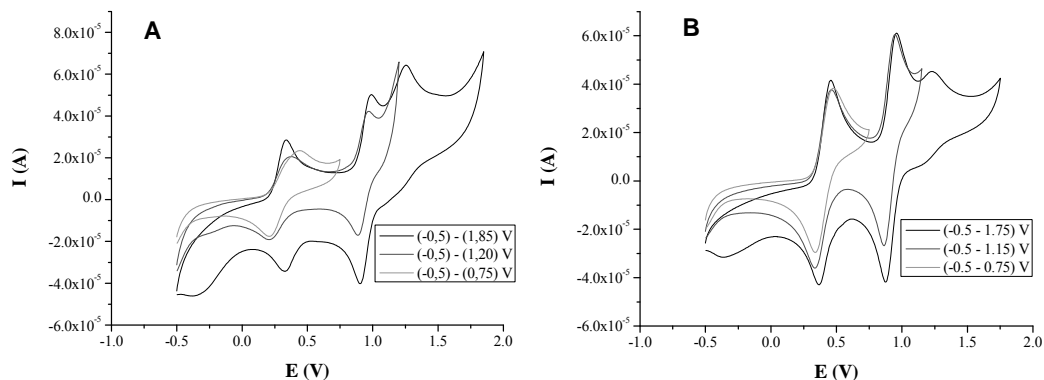 A
8.0x10⁻⁵
6.0x10⁻⁵
4.0x10⁻⁵
2.0x10⁻⁵
0.0
-2.0x10⁻⁵
-4.0x10⁻⁵
-6.0x10⁻⁵
I (A)
-1.0 -0.5 0.0 0.5 1.0 1.5 2.0
E (V)
(-0,5) - (1,85) V
(-0,5) - (1,20) V
(-0,5) - (0,75) V
B
8.0x10⁻⁵
6.0x10⁻⁵
4.0x10⁻⁵
2.0x10⁻⁵
0.0
-2.0x10⁻⁵
-4.0x10⁻⁵
-6.0x10⁻⁵
I (A)
-1.0 -0.5 0.0 0.5 1.0 1.5 2.0
E (V)
(-0.5 - 1.75) V
(-0.5 - 1.15) V
(-0.5 - 0.75) V